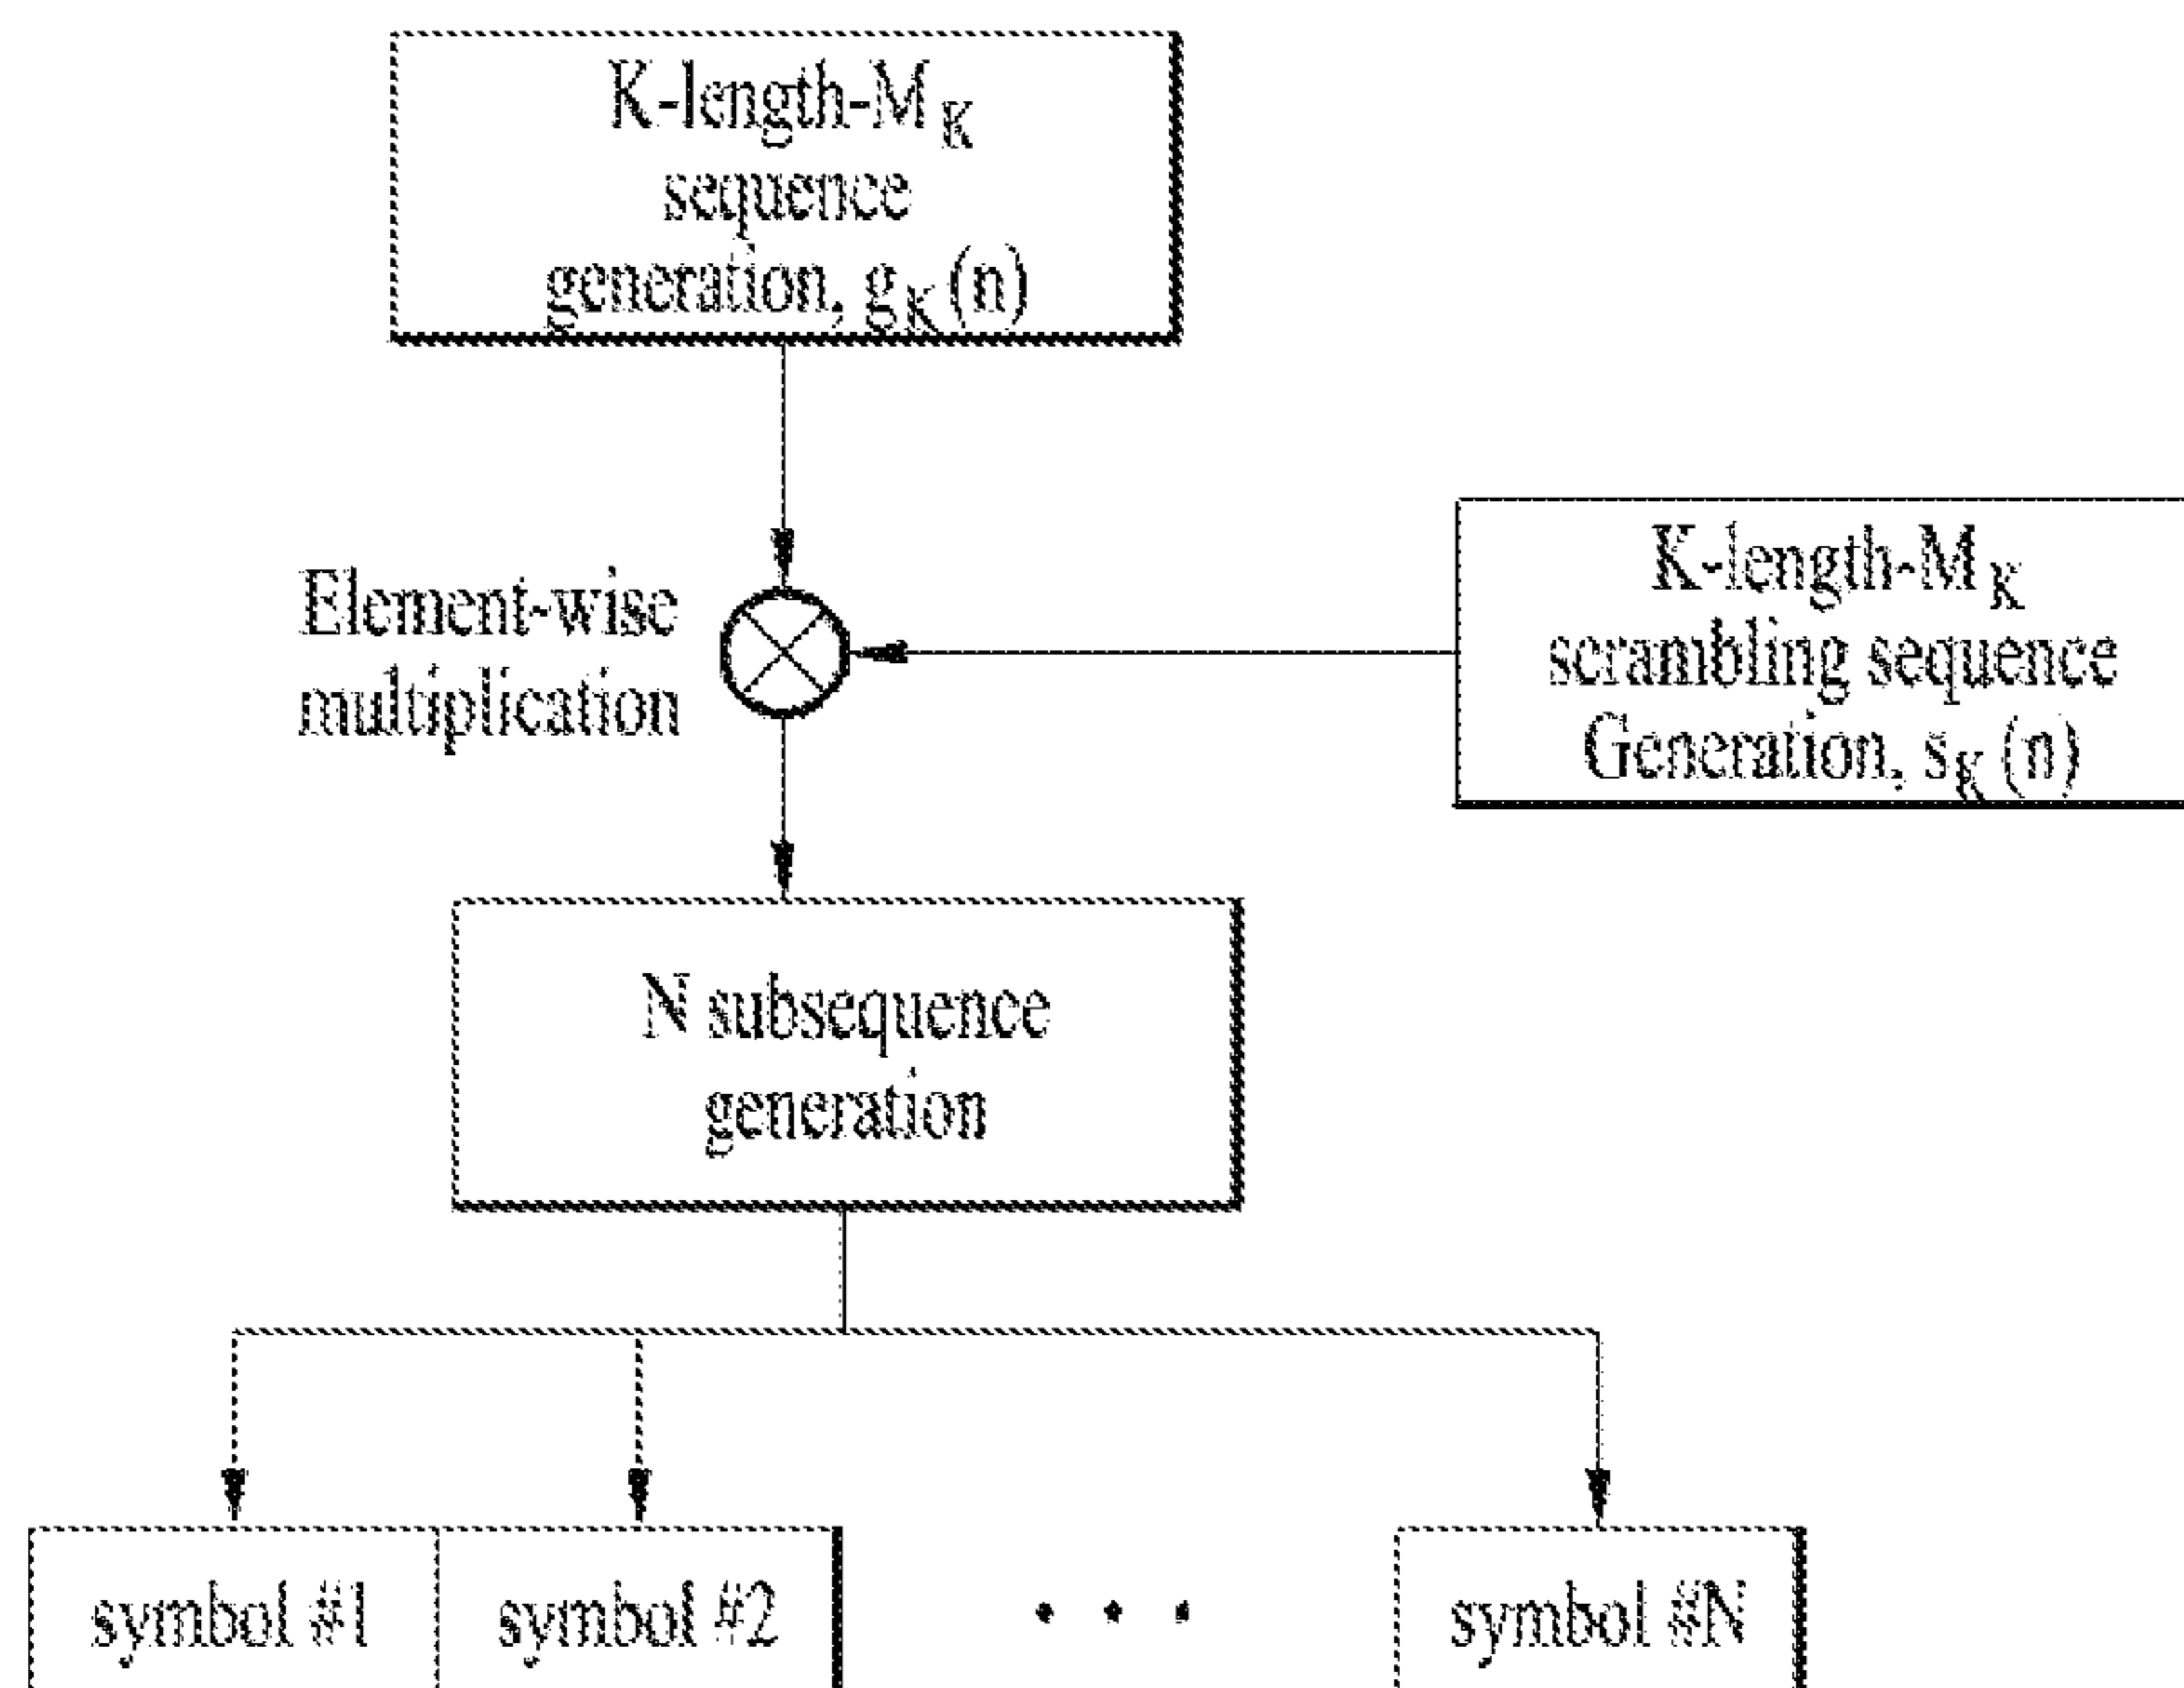 K-length-M_K
sequence
generation, g_K(n)
Element-wise
multiplication
K-length-M_K
scrambling sequence
Generation, s_K(n)
N subsequence
generation
symbol #1
symbol #2
• • •
symbol #N